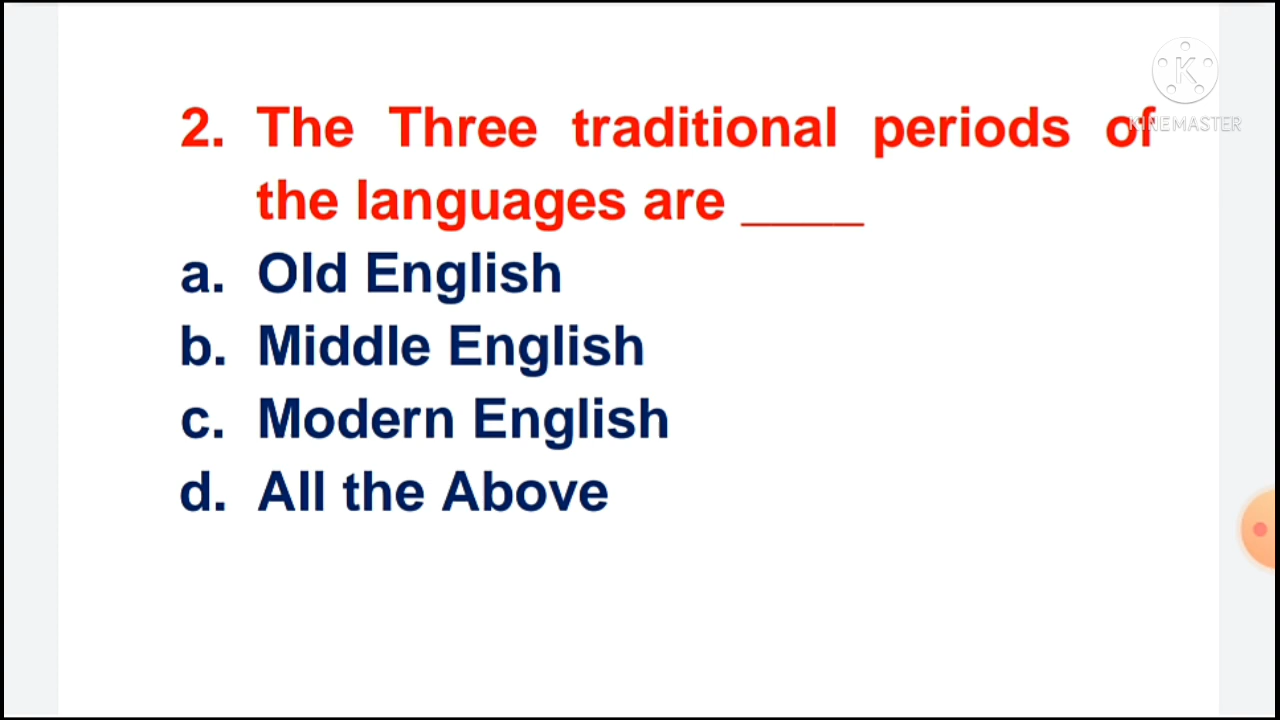 KINEMASTER
2. The Three traditional periods of
the languages are ____
a. Old English
b. Middle English
c. Modern English
d. All the Above